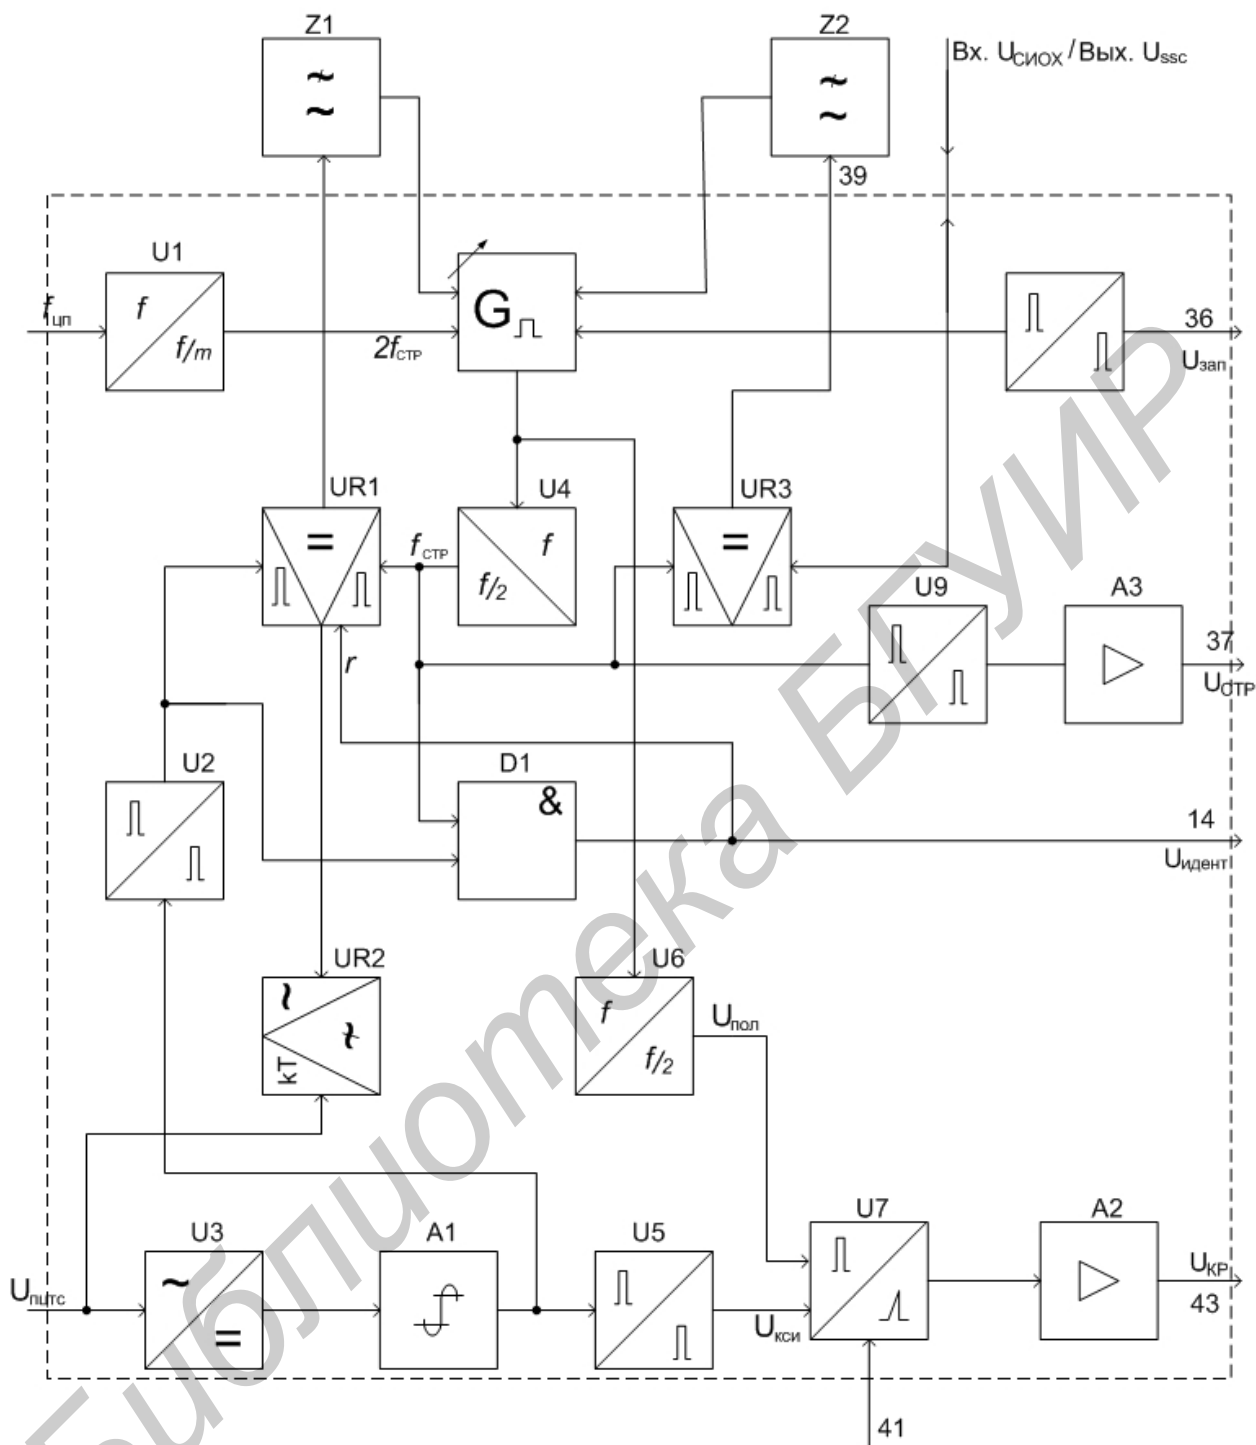 Z1
Z2
Вх. UСИОХ / Вых. Ussc
39
U1
fцп
f
f/m
2fСТР
G
36
Uзап
UR1
U4
UR3
=
fСТР
f
f/2
=
U9
A3
r
37
UСТР
U2
D1
&
14
Uидент
UR2
U6
кТ
f
f/2
Uпол
U3
A1
U5
U7
A2
Uпцтс
~
=
Uкси
UКР
43
41
Библиотека БГУИР